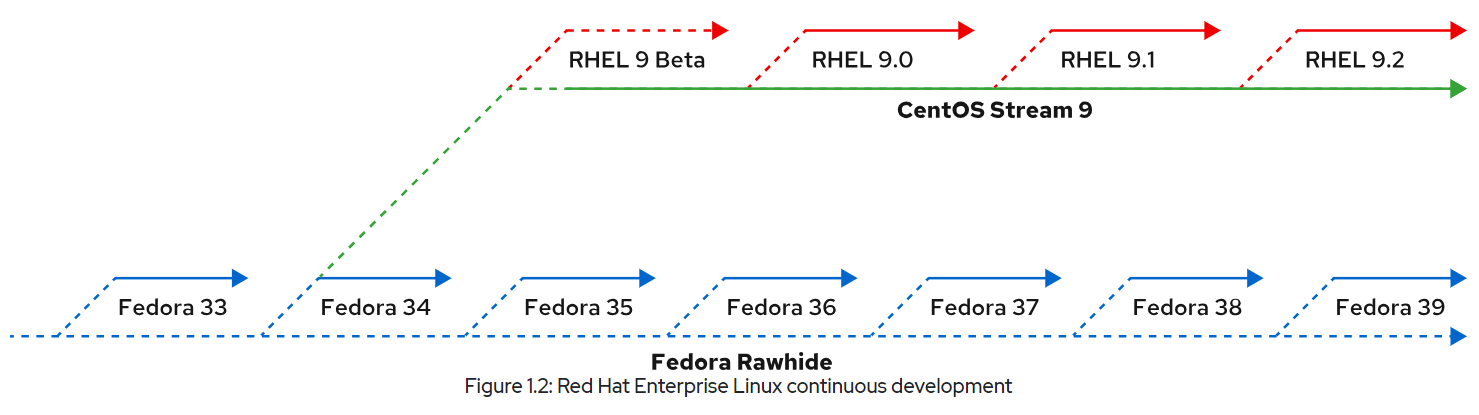 RHEL 9 Beta
RHEL 9.0
RHEL 9.1
RHEL 9.2
CentOS Stream 9
Fedora 33
Fedora 34
Fedora 35
Fedora 36
Fedora 37
Fedora 38
Fedora 39
Fedora Rawhide
Figure 1.2: Red Hat Enterprise Linux continuous development